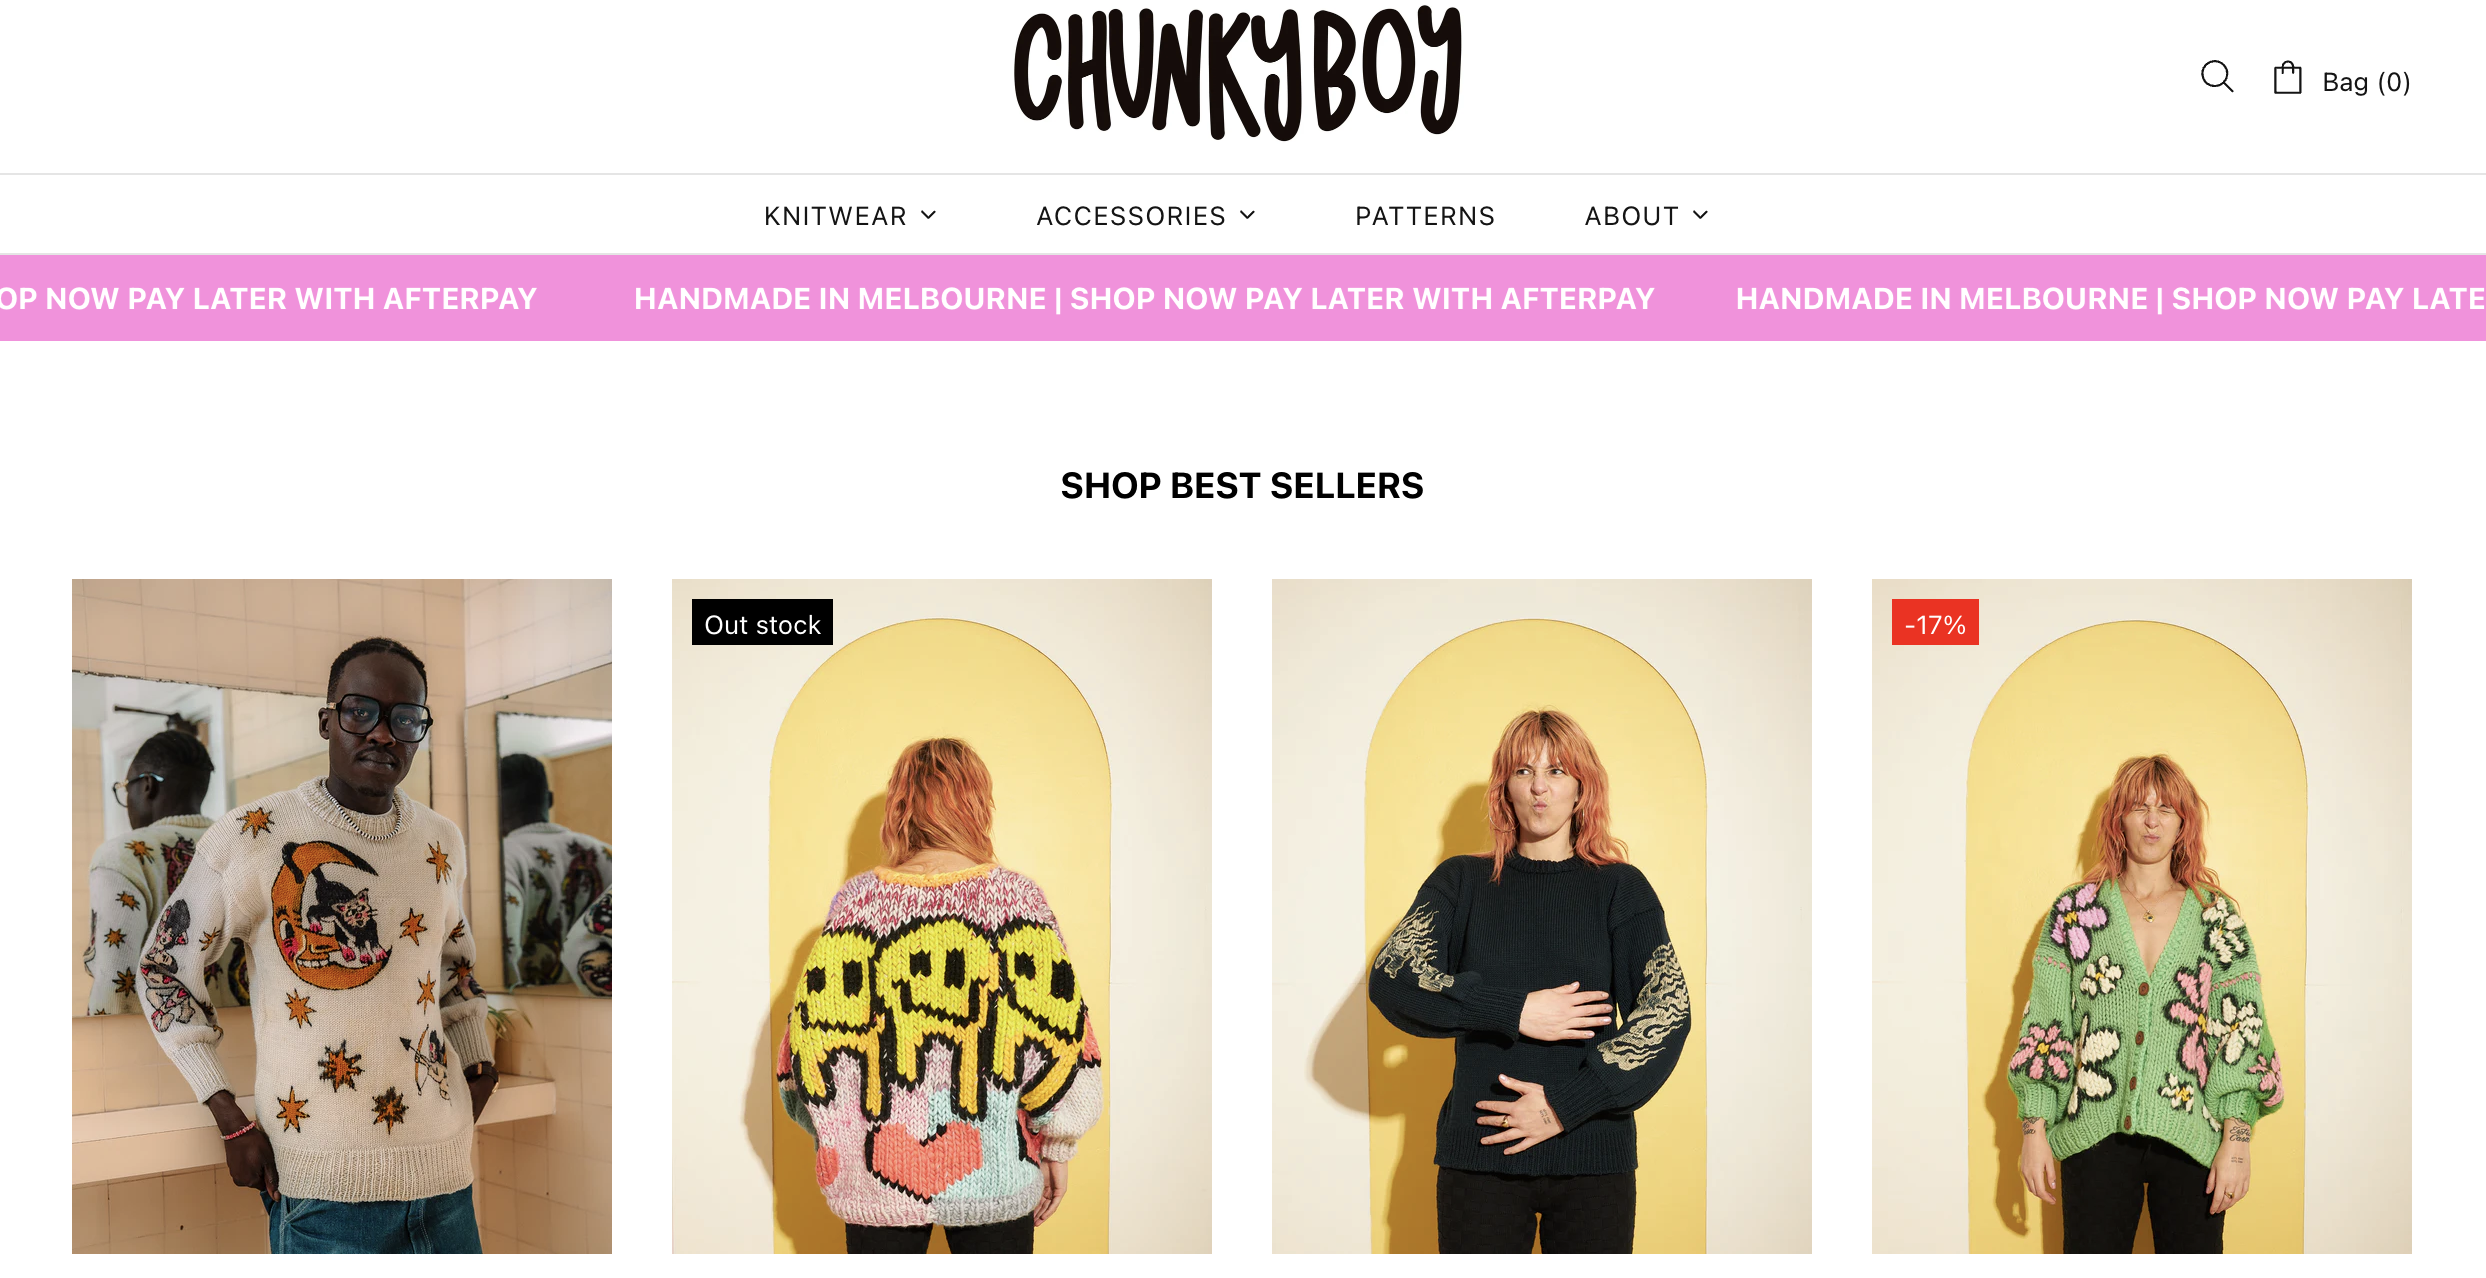 CHUNKYBOY
Bag (0)
KNITWEAR ACCESSORIES PATTERNS ABOUT
OP NOW PAY LATER WITH AFTERPAY HANDMADE IN MELBOURNE | SHOP NOW PAY LATER WITH AFTERPAY HANDMADE IN MELBOURNE | SHOP NOW PAY LATE
SHOP BEST SELLERS
Out stock
-17%